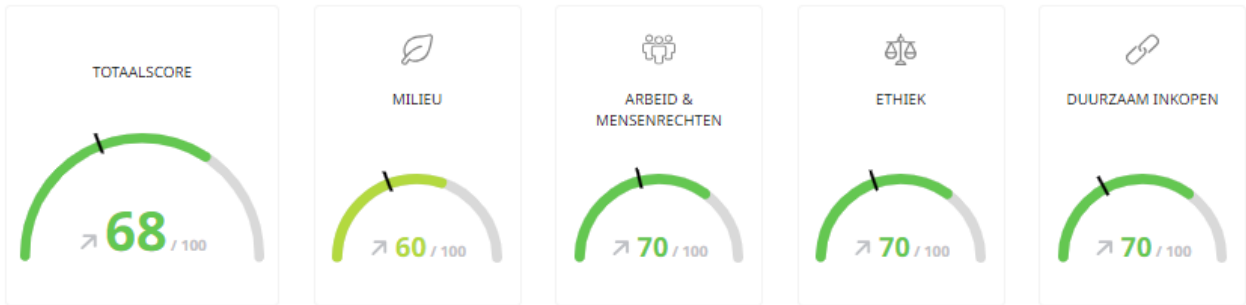 TOTAALSCORE
68 / 100
MILIEU
60 / 100
ARBEID &
MENSENRECHTEN
70 / 100
ETHIEK
70 / 100
DUURZAAM INKOPEN
70 / 100